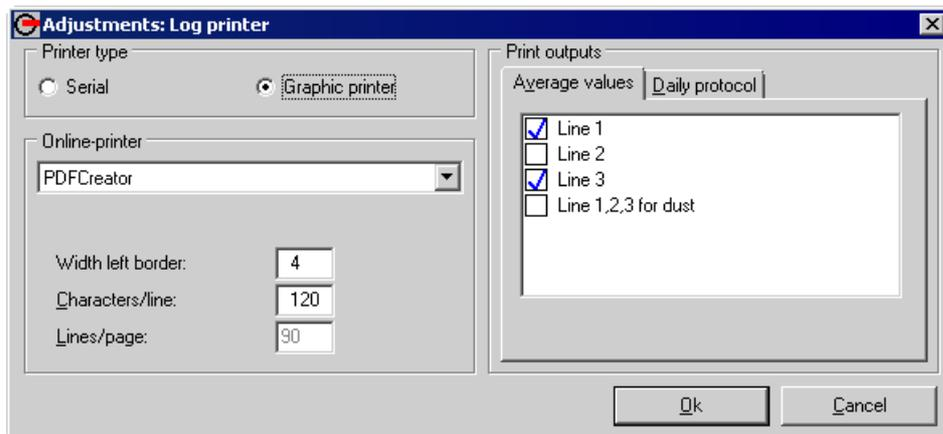 Adjustments: Log printer
Printer type
Serial
Graphic printer
Online-printer
PDFCreator
Width left border:
4
Characters/line:
120
Lines/page:
90
Print outputs
Average values
Daily protocol
Line 1
Line 2
Line 3
Line 1,2,3 for dust
Ok
Cancel